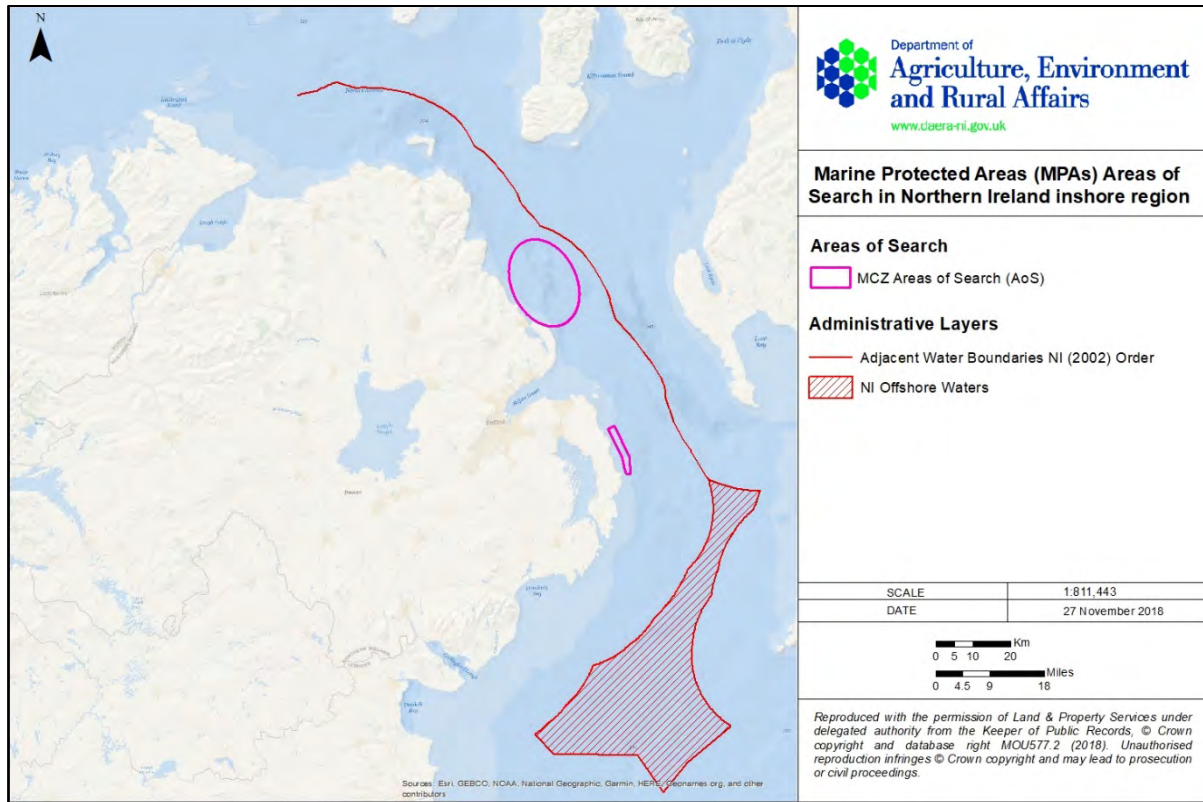 N
Department of
Agriculture, Environment
and Rural Affairs
www.daera-ni.gov.uk
Marine Protected Areas (MPAs) Areas of
Search in Northern Ireland inshore region
Areas of Search
MCZ Areas of Search (AoS)
Administrative Layers
Adjacent Water Boundaries NI (2002) Order
NI Offshore Waters
SCALE 1:811,443
DATE 27 November 2018
Km
0 5 10 20
Miles
0 4.5 9 18
Reproduced with the permission of Land & Property Services under
delegated authority from the Keeper of Public Records, © Crown
copyright and database right MOU577.2 (2018). Unauthorised
reproduction infringes © Crown copyright and may lead to prosecution
or civil proceedings.
Sources: Esri, GEBCO, NOAA, National Geographic, Garmin, HERE, Geonames.org, and other
contributors